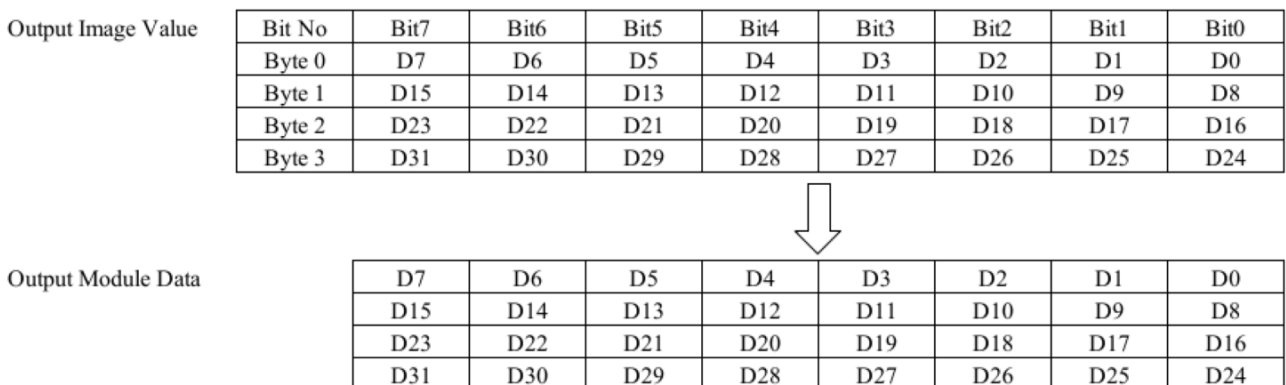 Output Image Value Bit No Bit7 Bit6 Bit5 Bit4 Bit3 Bit2 Bit1 Bit0
Byte 0 D7 D6 D5 D4 D3 D2 D1 D0
Byte 1 D15 D14 D13 D12 D11 D10 D9 D8
Byte 2 D23 D22 D21 D20 D19 D18 D17 D16
Byte 3 D31 D30 D29 D28 D27 D26 D25 D24
Output Module Data D7 D6 D5 D4 D3 D2 D1 D0
D15 D14 D13 D12 D11 D10 D9 D8
D23 D22 D21 D20 D19 D18 D17 D16
D31 D30 D29 D28 D27 D26 D25 D24